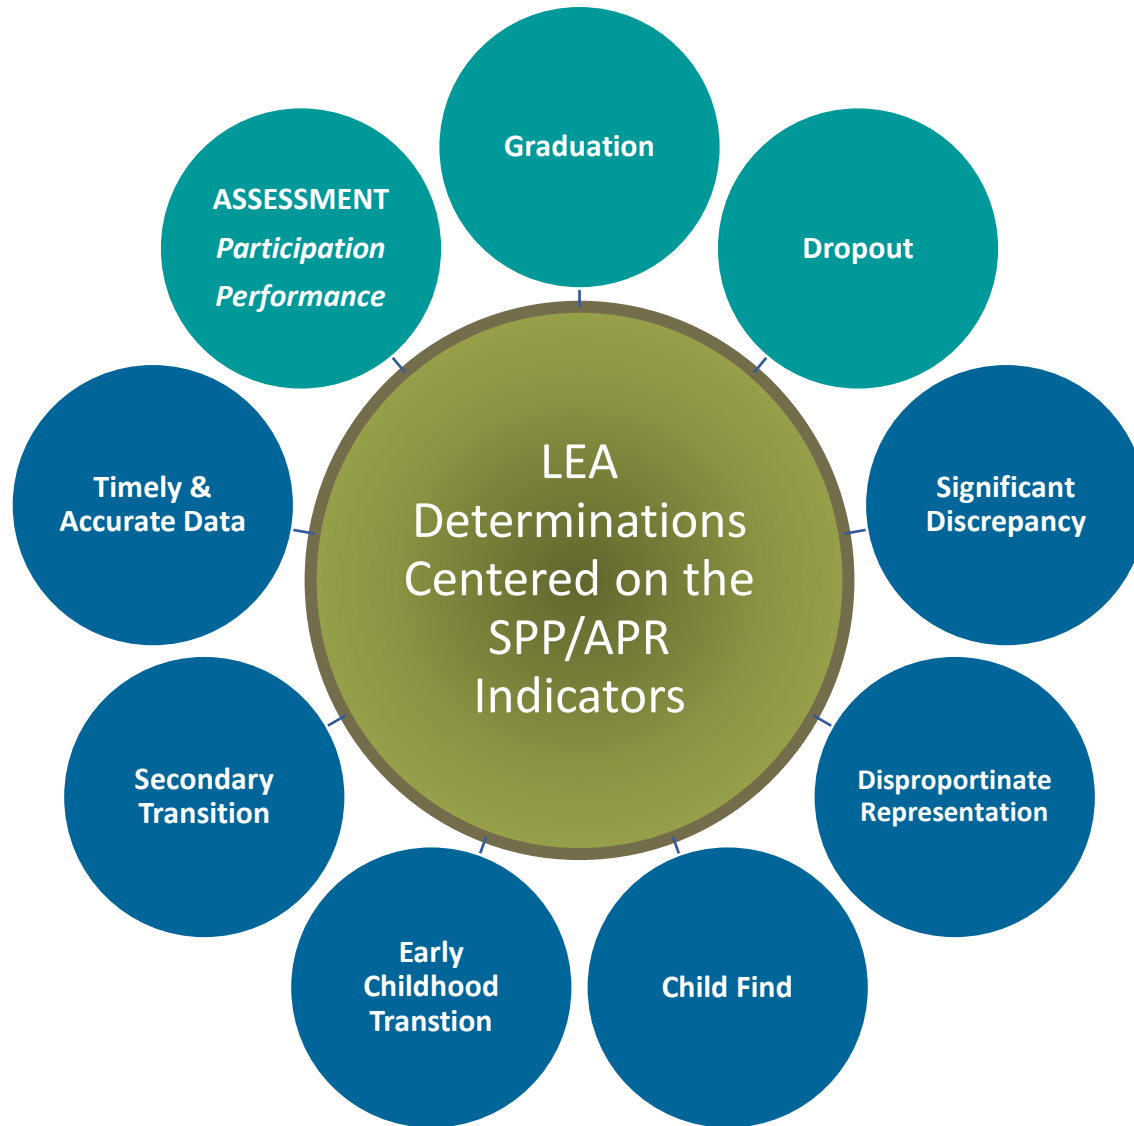 Graduation
ASSESSMENT
Participation
Performance
Dropout
Timely &
Accurate Data
LEA
Determinations
Centered on the
SPP/APR
Indicators
Significant
Discrepancy
Secondary
Transition
Disproportinate
Representation
Early
Childhood
Transtion
Child Find